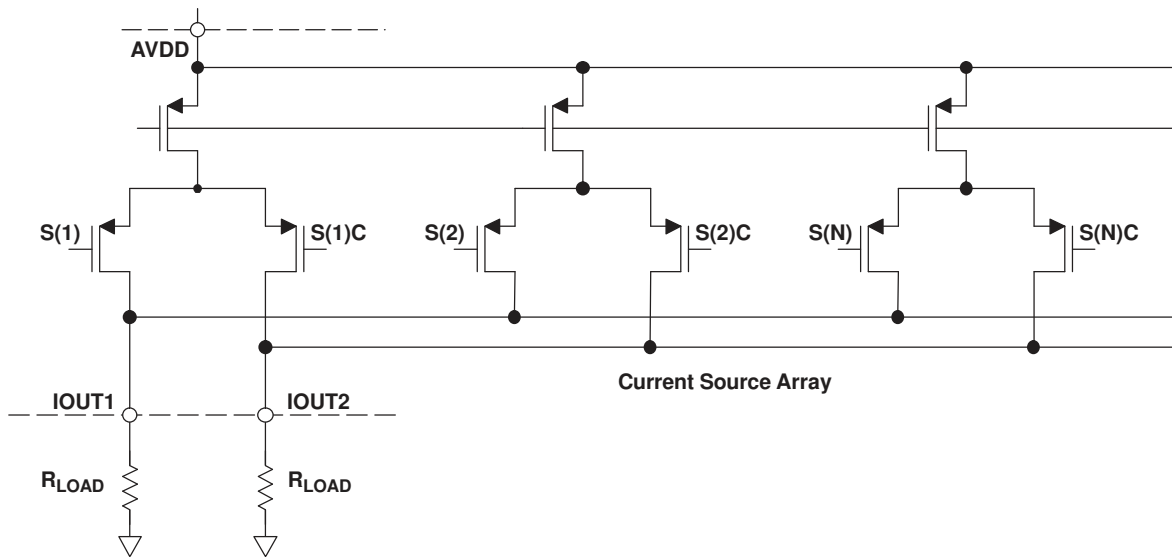 AVDD
S(1)
S(1)C
S(2)
S(2)C
S(N)
S(N)C
Current Source Array
IOUT1
IOUT2
RLOAD
RLOAD